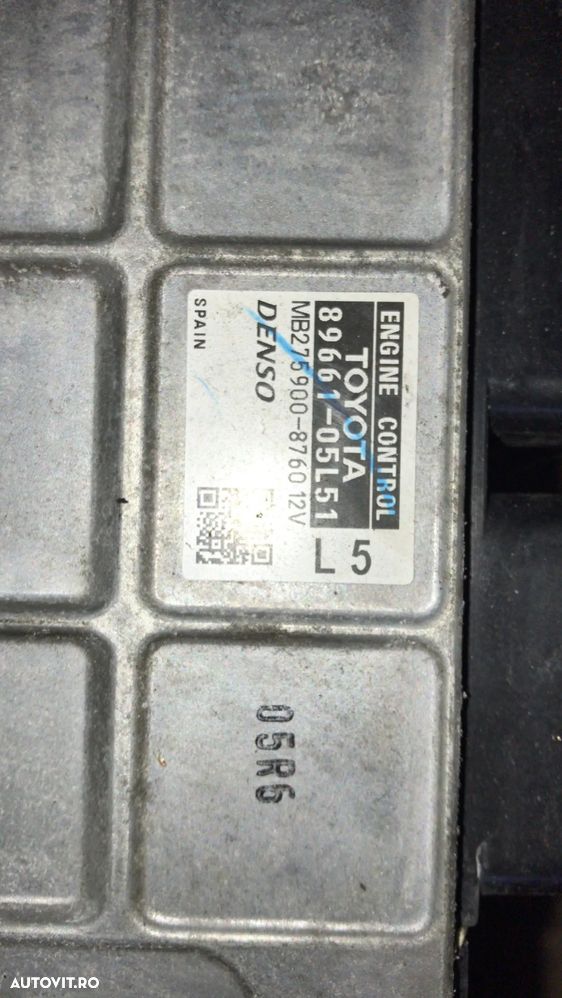 ENGINE CONTROL
TOYOTA
89661-05L51
L5
MB275900-8760 12V
DENSO
SPAIN
05R6
AUTOVIT.RO